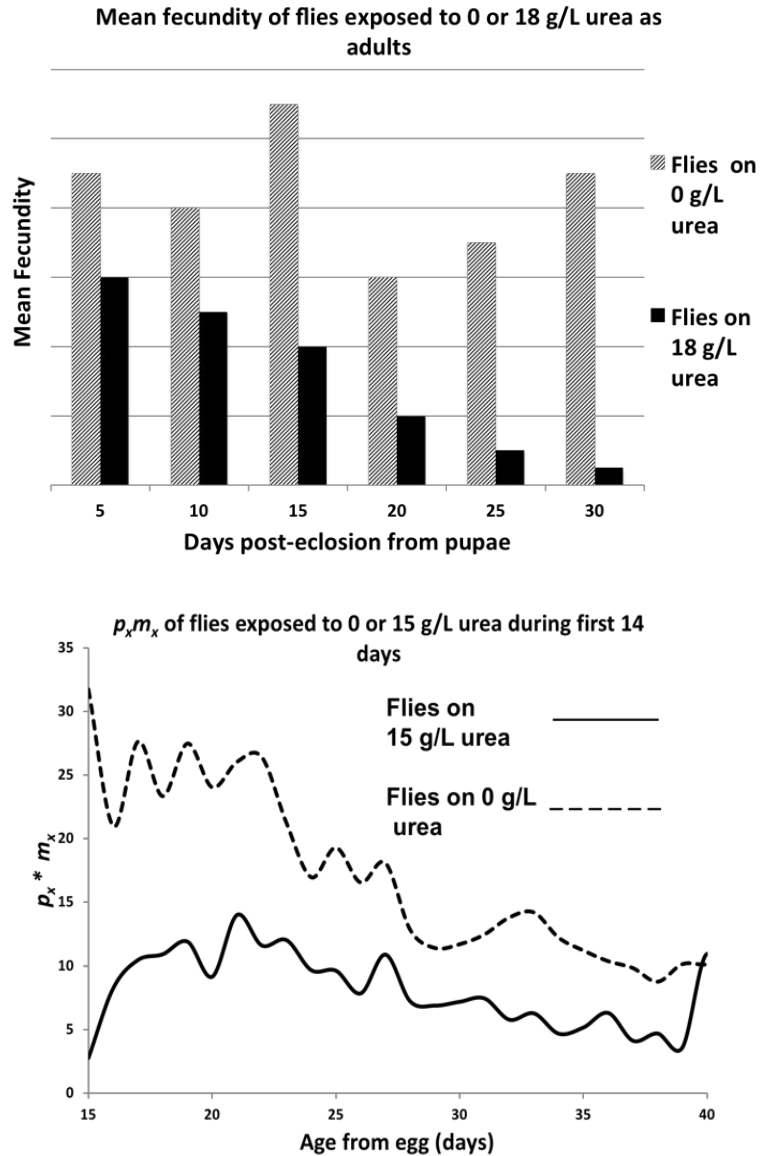 Mean fecundity of flies exposed to 0 or 18 g/L urea as
adults
Mean Fecundity
Flies on
0 g/L
urea
Flies on
18 g/L
urea
5 10 15 20 25 30
Days post-eclosion from pupae
pₓmₓ of flies exposed to 0 or 15 g/L urea during first 14
days
35
30
25
20
15
10
5
0
pₓ * mₓ
Flies on
15 g/L urea
Flies on 0 g/L
urea
15 20 25 30 35 40
Age from egg (days)